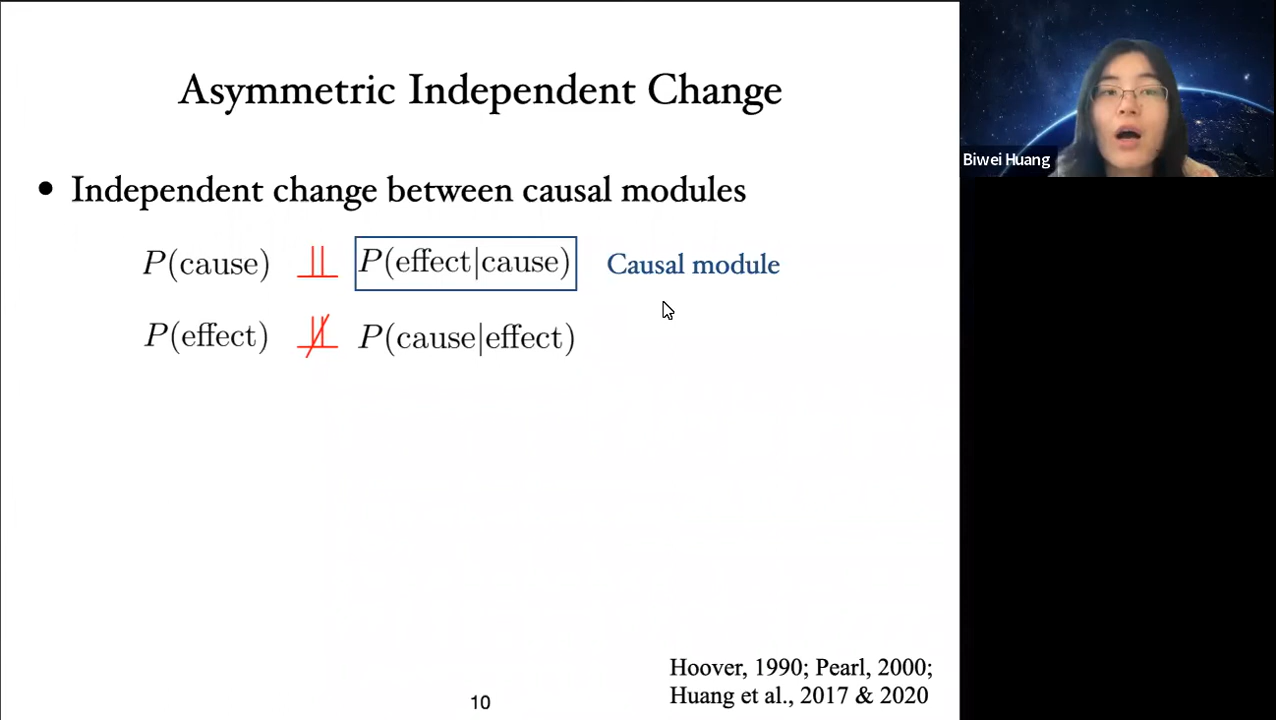 Asymmetric Independent Change
Biwei Huang
• Independent change between causal modules
P(cause) ⫫ P(effect|cause) Causal module
P(effect) ⫫̸ P(cause|effect)
Hoover, 1990; Pearl, 2000;
Huang et al., 2017 & 2020
10